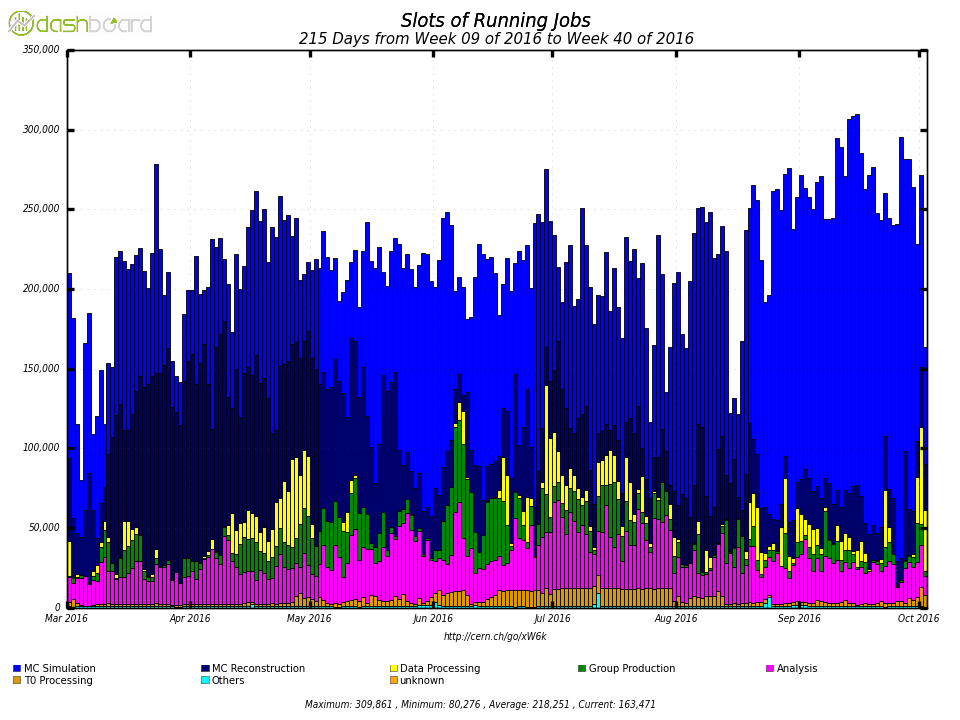 dashboard
Slots of Running Jobs
215 Days from Week 09 of 2016 to Week 40 of 2016
350,000
300,000
250,000
200,000
150,000
100,000
50,000
0
Mar 2016 Apr 2016 May 2016 Jun 2016 Jul 2016 Aug 2016 Sep 2016 Oct 2016
http://cern.ch/go/xW6k
MC Simulation MC Reconstruction Data Processing Group Production Analysis
T0 Processing Others unknown
Maximum: 309,861 , Minimum: 80,276 , Average: 218,251 , Current: 163,471